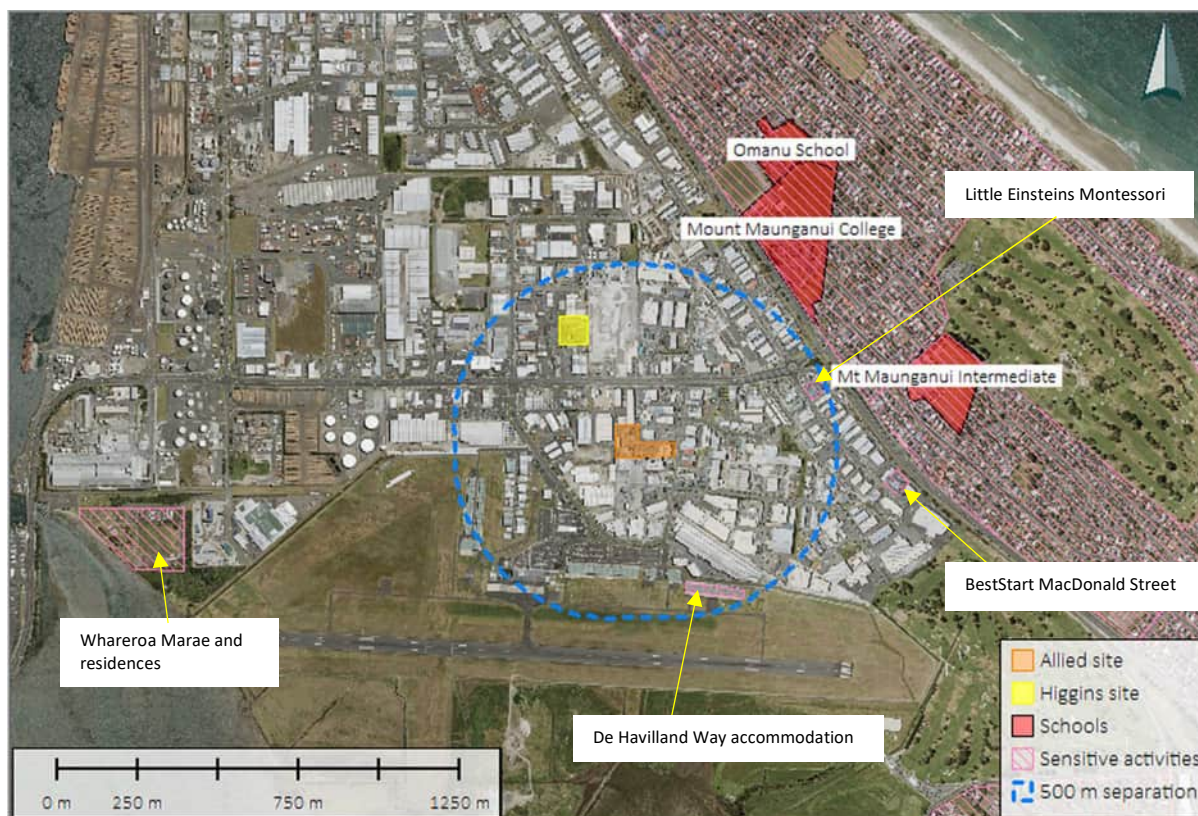 Omanu School
Little Einsteins Montessori
Mount Maunganui College
Mt Maunganui Intermediate
BestStart MacDonald Street
Whareroa Marae and
residences
De Havilland Way accommodation
Allied site
Higgins site
Schools
Sensitive activities
500 m separation
0 m 250 m 750 m 1250 m